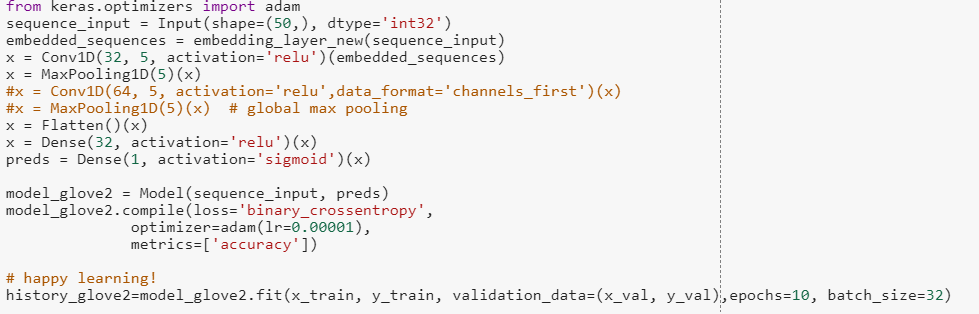 from keras.optimizers import adam
sequence_input = Input(shape=(50,), dtype='int32')
embedded_sequences = embedding_layer_new(sequence_input)
x = Conv1D(32, 5, activation='relu')(embedded_sequences)
x = MaxPooling1D(5)(x)
#x = Conv1D(64, 5, activation='relu',data_format='channels_first')(x)
#x = MaxPooling1D(5)(x)  # global max pooling
x = Flatten()(x)
x = Dense(32, activation='relu')(x)
preds = Dense(1, activation='sigmoid')(x)

model_glove2 = Model(sequence_input, preds)
model_glove2.compile(loss='binary_crossentropy',
              optimizer=adam(lr=0.00001),
              metrics=['accuracy'])

# happy learning!
history_glove2=model_glove2.fit(x_train, y_train, validation_data=(x_val, y_val),epochs=10, batch_size=32)